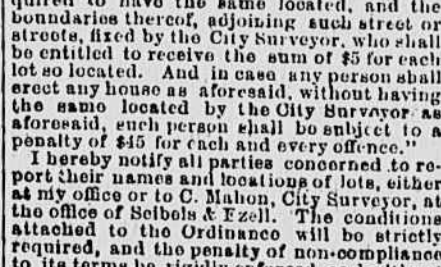 quired to have the same located, and the
boundaries thereof, adjoining such street or
streets, fixed by the City Surveyor, who shall
be entitled to receive the sum of $5 for each
lot so located. And in case any person shall
erect any house as aforesaid, without having
the same located by the City Surveyor as
aforesaid, such person shall be subject to a
penalty of $45 for each and every offence."
I hereby notify all parties concerned to re-
port their names and locations of lots, either
at my office or to C. Mahon, City Surveyor, at
the office of Seibels & Ezell. The conditions
attached to the Ordinance will be strictly
required, and the penalty of non-compliance
to its terms be rigidly